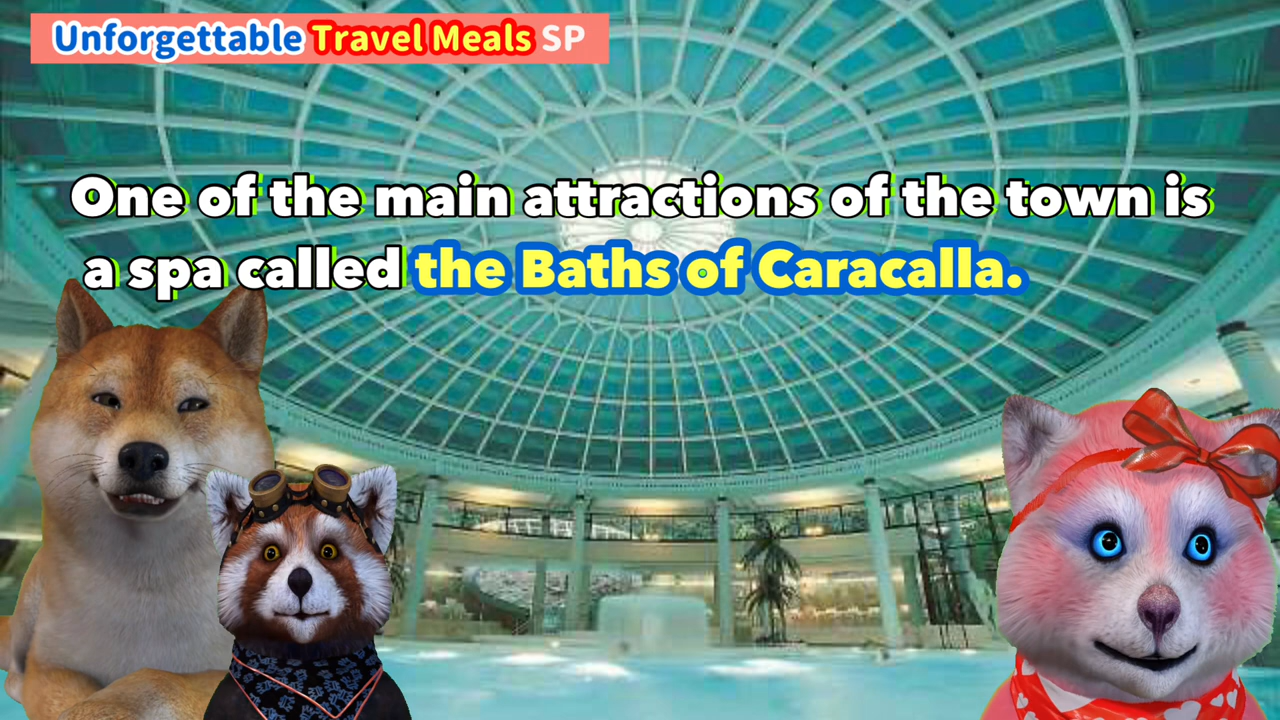 Unforgettable Travel Meals SP
One of the main attractions of the town is
a spa called the Baths of Caracalla.